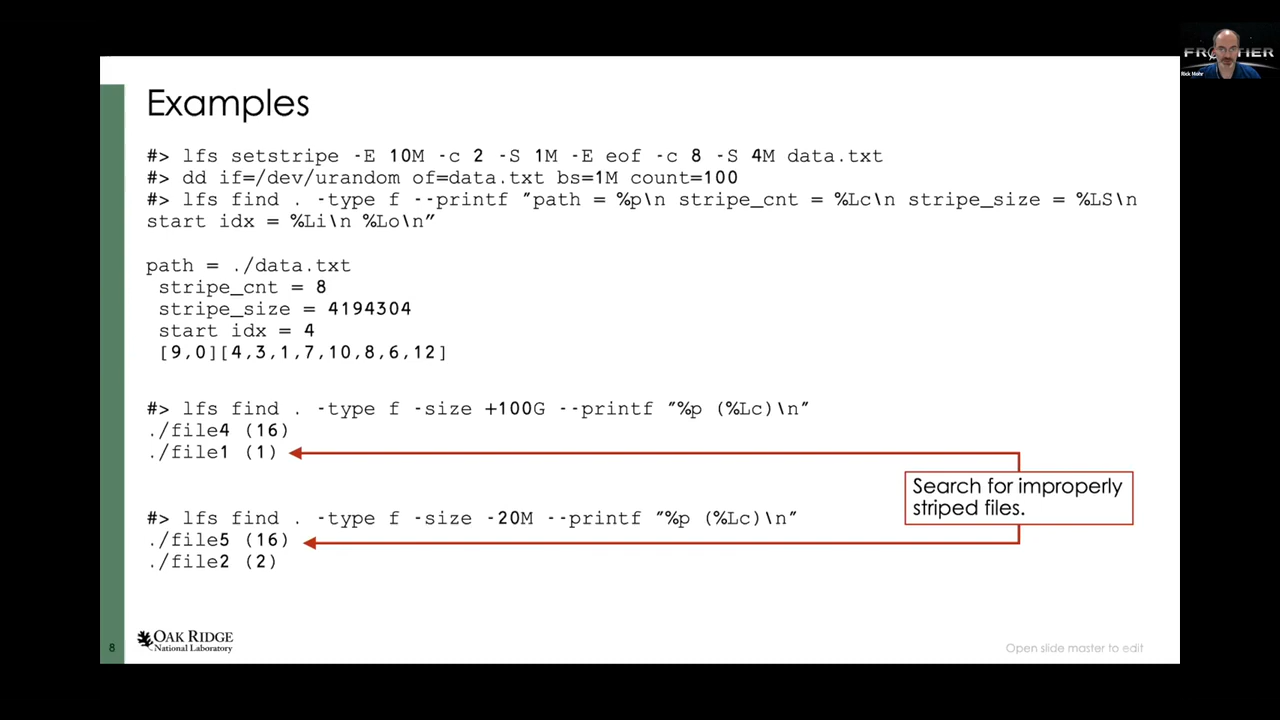 FRONTIER
Rick Mohr
Examples
#> lfs setstripe -E 10M -c 2 -S 1M -E eof -c 8 -S 4M data.txt
#> dd if=/dev/urandom of=data.txt bs=1M count=100
#> lfs find . -type f --printf "path = %p\n stripe_cnt = %Lc\n stripe_size = %LS\n
start idx = %Li\n %Lo\n"
path = ./data.txt
stripe_cnt = 8
stripe_size = 4194304
start idx = 4
[9,0][4,3,1,7,10,8,6,12]
#> lfs find . -type f -size +100G --printf "%p (%Lc)\n"
./file4 (16)
./file1 (1)
Search for improperly
striped files.
#> lfs find . -type f -size -20M --printf "%p (%Lc)\n"
./file5 (16)
./file2 (2)
8
OAK RIDGE
National Laboratory
Open slide master to edit